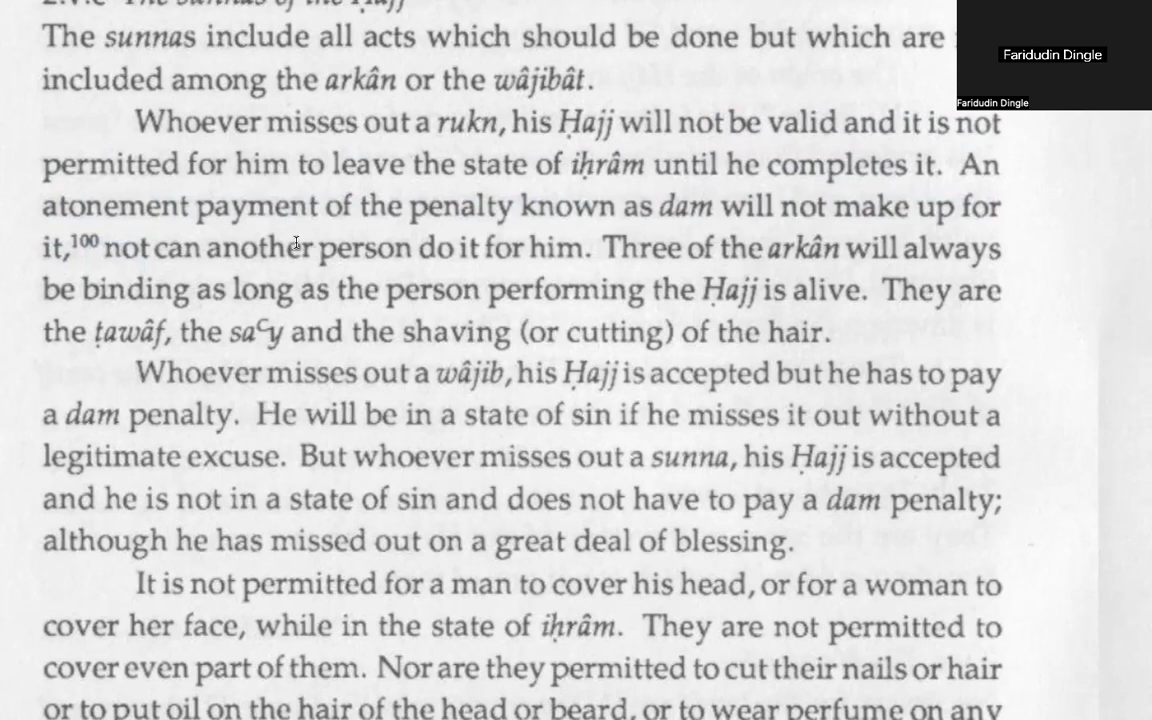 2.v.c The sunnas of the Ḥajj
The sunnas include all acts which should be done but which are
included among the arkân or the wâjibât.
Whoever misses out a rukn, his Ḥajj will not be valid and it is not
permitted for him to leave the state of iḥrâm until he completes it. An
atonement payment of the penalty known as dam will not make up for
it,¹⁰⁰ not can another person do it for him. Three of the arkân will always
be binding as long as the person performing the Ḥajj is alive. They are
the ṭawâf, the saᶜy and the shaving (or cutting) of the hair.
Whoever misses out a wâjib, his Ḥajj is accepted but he has to pay
a dam penalty. He will be in a state of sin if he misses it out without a
legitimate excuse. But whoever misses out a sunna, his Ḥajj is accepted
and he is not in a state of sin and does not have to pay a dam penalty;
although he has missed out on a great deal of blessing.
It is not permitted for a man to cover his head, or for a woman to
cover her face, while in the state of iḥrâm. They are not permitted to
cover even part of them. Nor are they permitted to cut their nails or hair
or to put oil on the hair of the head or beard, or to wear perfume on any
Faridudin Dingle
Faridudin Dingle